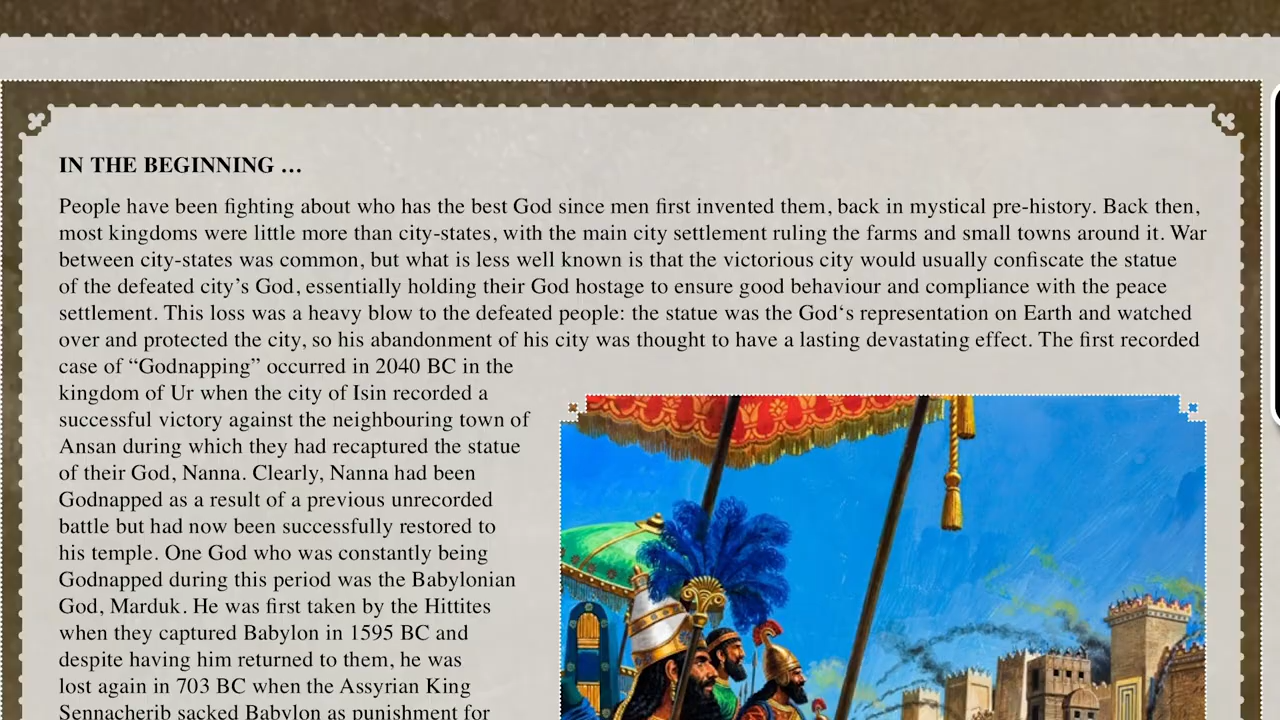 IN THE BEGINNING …
People have been fighting about who has the best God since men first invented them, back in mystical pre-history. Back then,
most kingdoms were little more than city-states, with the main city settlement ruling the farms and small towns around it. War
between city-states was common, but what is less well known is that the victorious city would usually confiscate the statue
of the defeated city’s God, essentially holding their God hostage to ensure good behaviour and compliance with the peace
settlement. This loss was a heavy blow to the defeated people: the statue was the God‘s representation on Earth and watched
over and protected the city, so his abandonment of his city was thought to have a lasting devastating effect. The first recorded
case of “Godnapping” occurred in 2040 BC in the
kingdom of Ur when the city of Isin recorded a
successful victory against the neighbouring town of
Ansan during which they had recaptured the statue
of their God, Nanna. Clearly, Nanna had been
Godnapped as a result of a previous unrecorded
battle but had now been successfully restored to
his temple. One God who was constantly being
Godnapped during this period was the Babylonian
God, Marduk. He was first taken by the Hittites
when they captured Babylon in 1595 BC and
despite having him returned to them, he was
lost again in 703 BC when the Assyrian King
Sennacherib sacked Babylon as punishment for